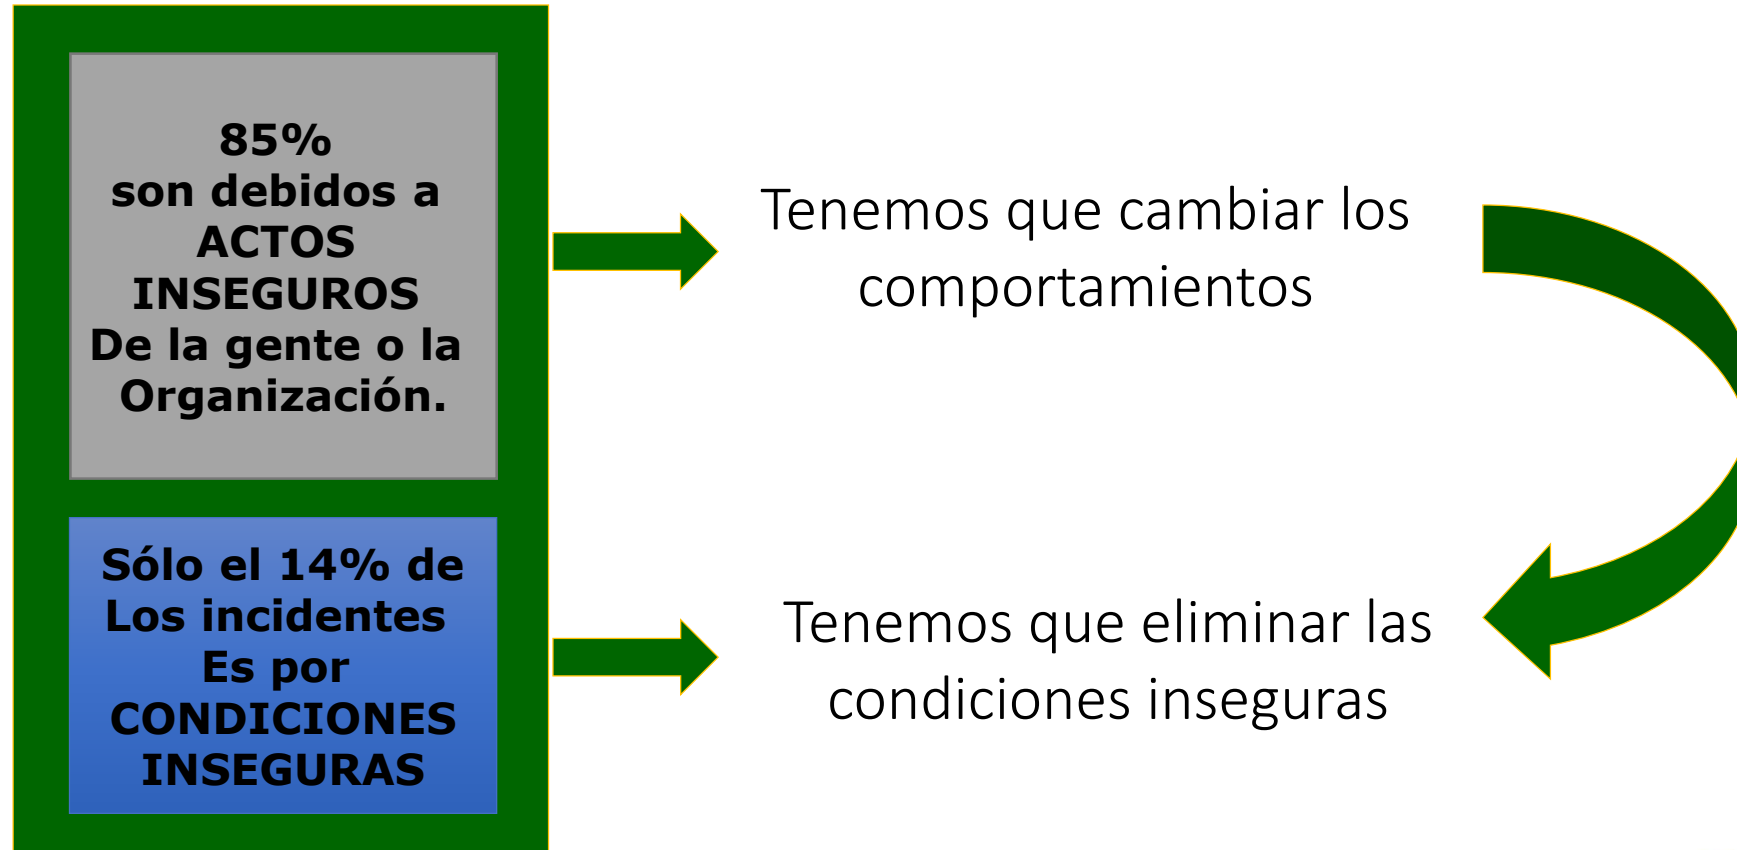 85%
son debidos a
ACTOS
INSEGUROS
De la gente o la
Organización.
Tenemos que cambiar los
comportamientos
Sólo el 14% de
Los incidentes
Es por
CONDICIONES
INSEGURAS
Tenemos que eliminar las
condiciones inseguras